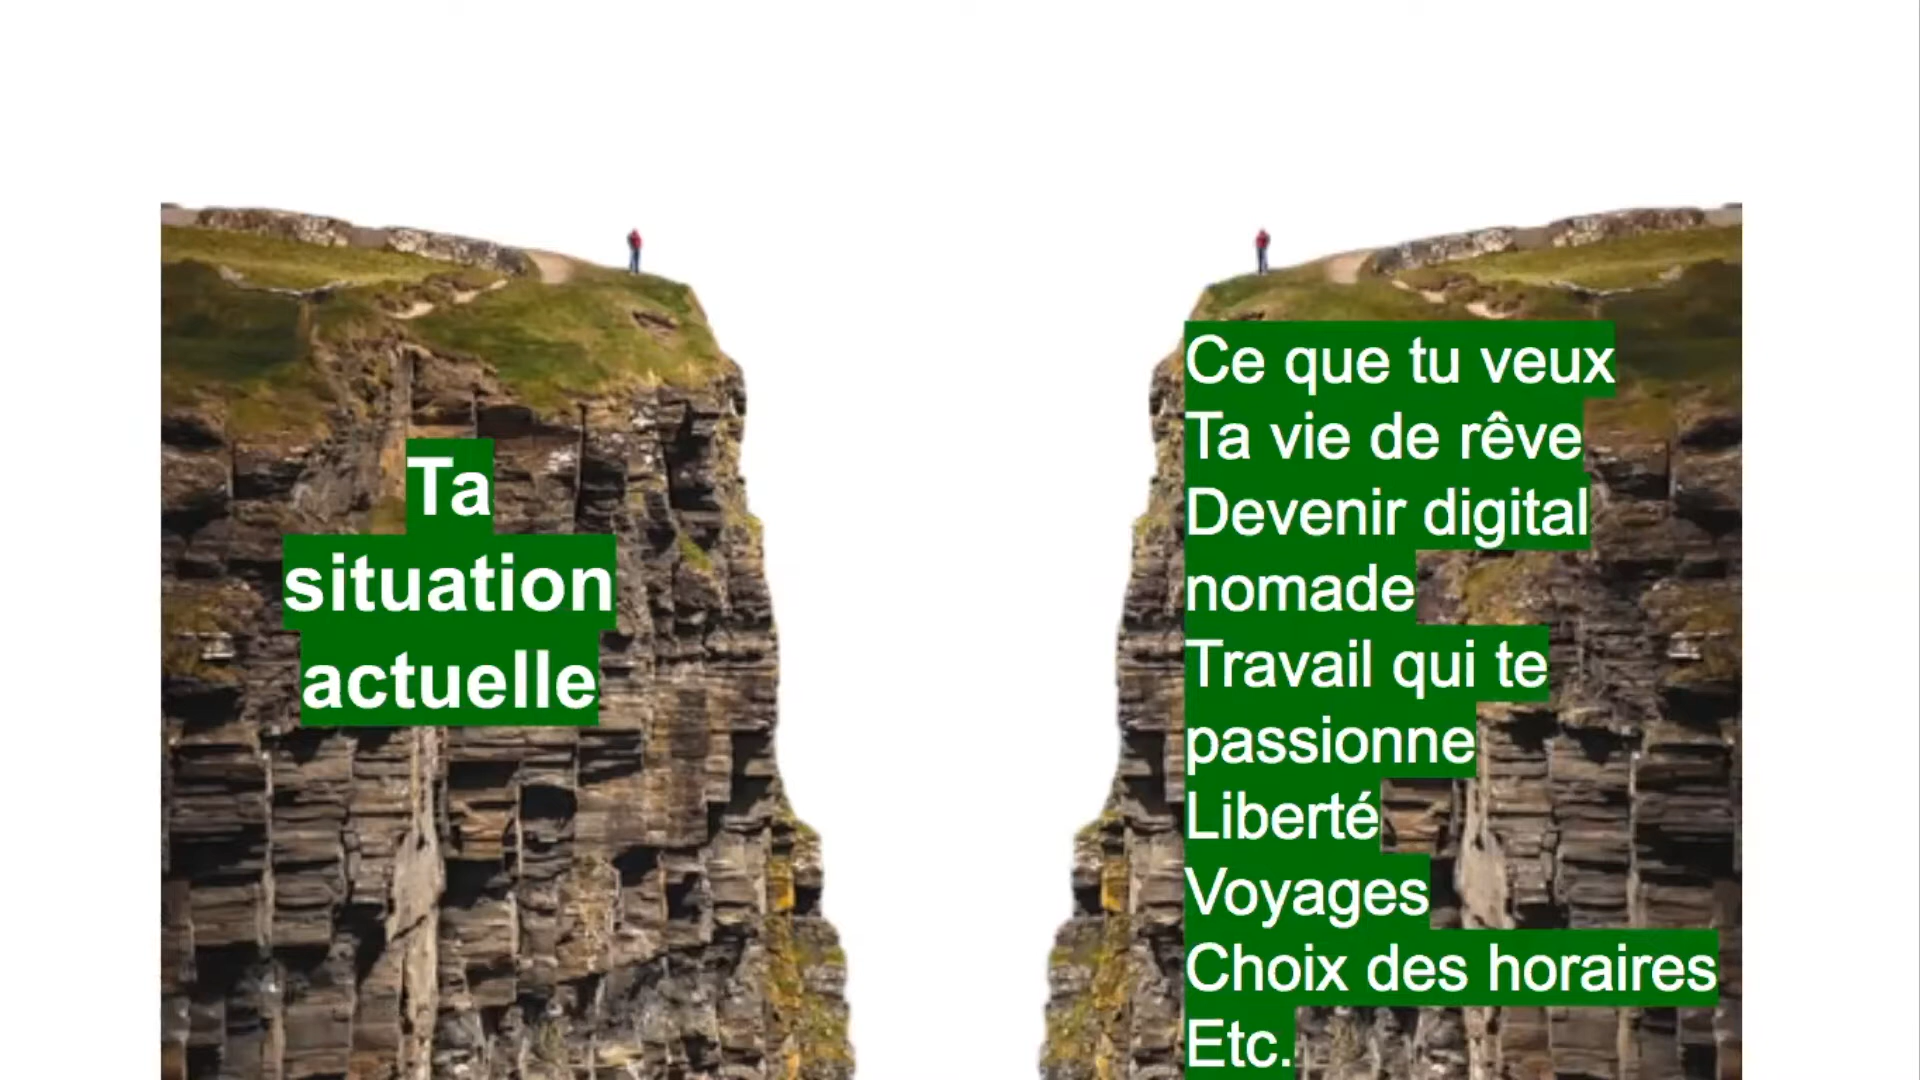 Ta
situation
actuelle
Ce que tu veux
Ta vie de rêve
Devenir digital
nomade
Travail qui te
passionne
Liberté
Voyages
Choix des horaires
Etc.